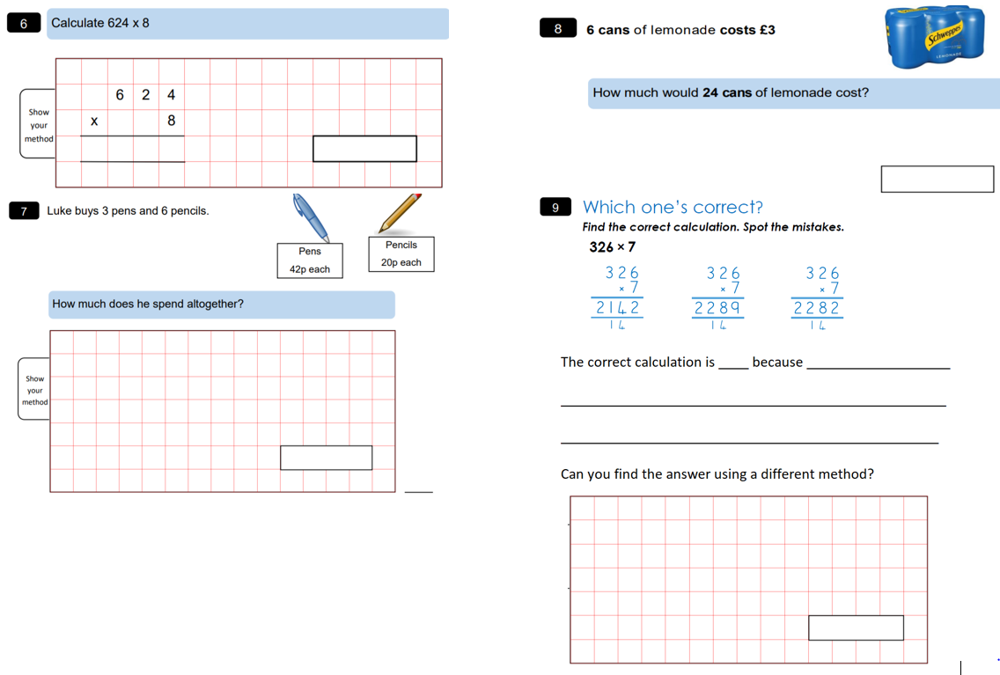 6 Calculate 624 x 8
Show
your
method
6 2 4
x 8
7 Luke buys 3 pens and 6 pencils.
Pens
42p each
Pencils
20p each
How much does he spend altogether?
Show
your
method
8 6 cans of lemonade costs £3
Schweppes
LEMONADE
How much would 24 cans of lemonade cost?
9 Which one's correct?
Find the correct calculation. Spot the mistakes.
326 × 7
326 326 326
× 7 × 7 × 7
2142 2289 2282
14 14 14
The correct calculation is ____ because ____________________
Can you find the answer using a different method?